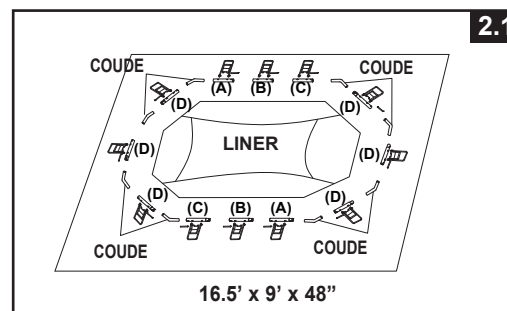 2.1
COUDE COUDE
(A) (B) (C)
(D) (D)
LINER
(D) (D)
(D) (D)
(C) (B) (A)
COUDE COUDE
16.5' x 9' x 48”